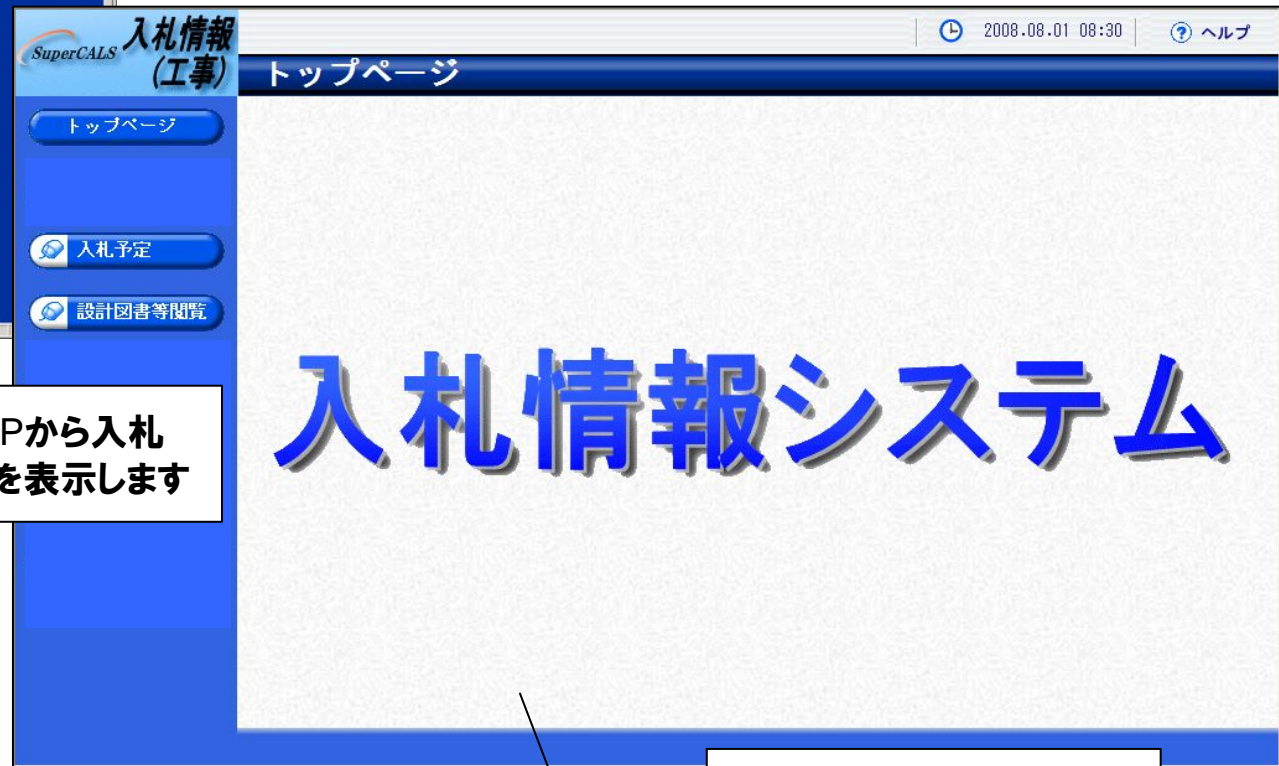 SuperCALS 入札情報
(工事)
2008.08.01 08:30
ヘルプ
トップページ
トップページ
入札予定
設計図書等閲覧
入札情報システム
Pから入札
を表示します